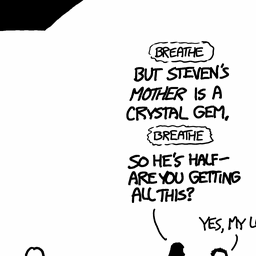 BREATHE
BUT STEVEN'S
MOTHER IS A
CRYSTAL GEM,
BREATHE
SO HE'S HALF—
ARE YOU GETTING
ALL THIS?
YES, MY